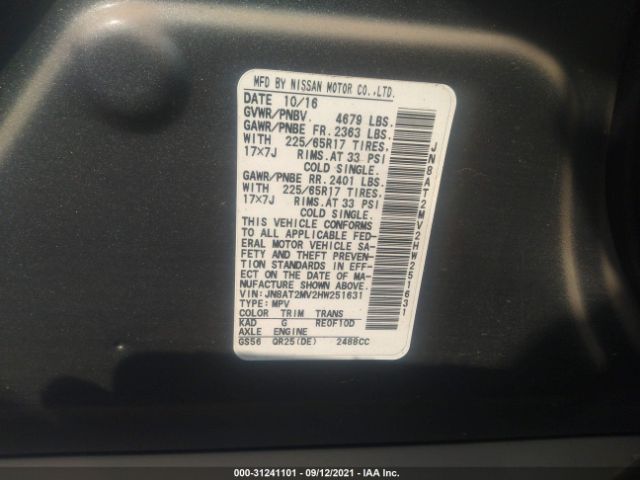 MFD BY NISSAN MOTOR CO.,LTD.
DATE 10/16
GVWR/PNBV. 4679 LBS.
GAWR/PNBE FR. 2363 LBS.
WITH 225/65R17 TIRES.
17×7J RIMS.AT 33 PSI
COLD SINGLE.
GAWR/PNBE RR. 2401 LBS.
WITH 225/65R17 TIRES.
17×7J RIMS.AT 33 PSI
COLD SINGLE.
THIS VEHICLE CONFORMS
TO ALL APPLICABLE FED-
ERAL MOTOR VEHICLE SA-
FETY AND THEFT PREVEN-
TION STANDARDS IN EFF-
ECT ON THE DATE OF MA-
NUFACTURE SHOWN ABOVE.
VIN: JN8AT2MV2HW251631
TYPE: MPV
COLOR TRIM TRANS
KAD G RE0F10D
AXLE ENGINE
GS56 QR25(DE) 2488CC
JN8AT2MV2HW251631
000-31241101 - 09/12/2021 - IAA Inc.